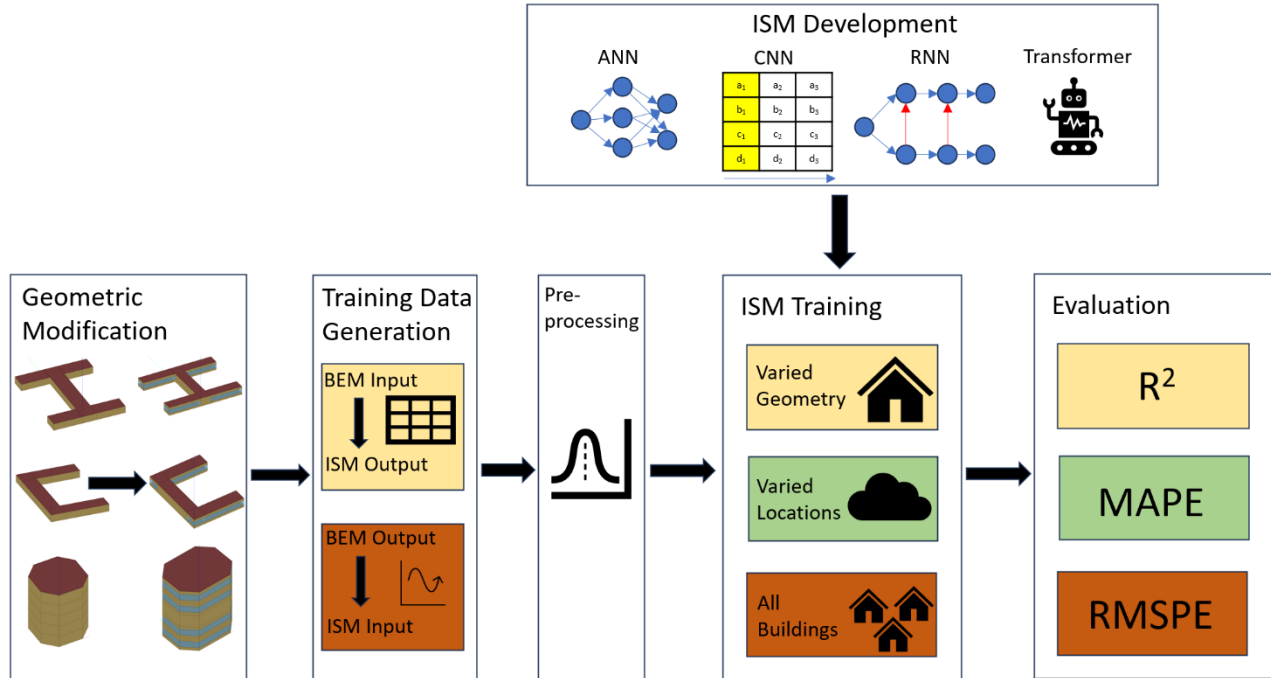 ISM Development
ANN
CNN
RNN
Transformer
a1 a2 a3
b1 b2 b3
c1 c2 c3
d1 d2 d3
Geometric
Modification
Training Data
Generation
BEM Input
ISM Output
BEM Output
ISM Input
Pre-
processing
ISM Training
Varied
Geometry
Varied
Locations
All
Buildings
Evaluation
R²
MAPE
RMSPE